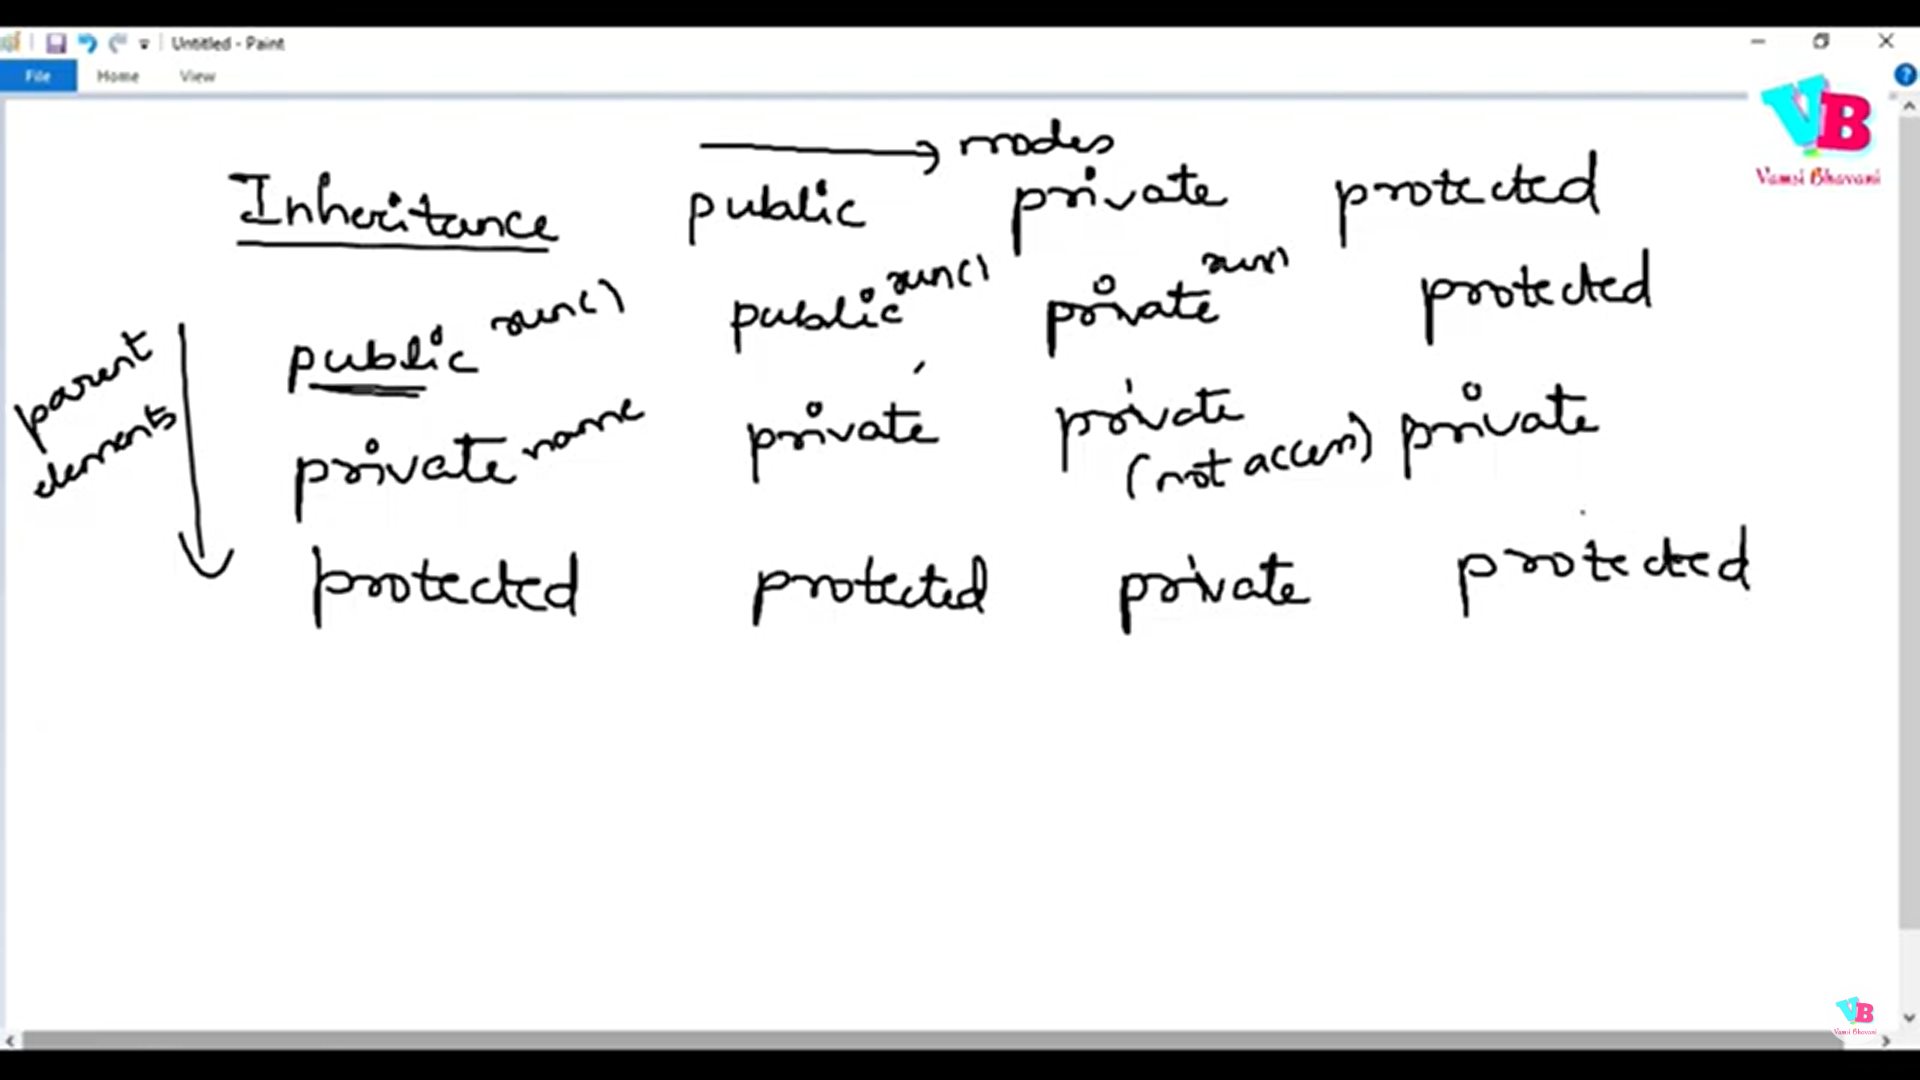 Untitled - Paint
File Home View
VB
Vamsi Bhavani
modes
Inheritance public private protected
public run() public run() private run) protected
parent elements
private name private private (not access) private
protected protected private protected
VB
Vamsi Bhavani